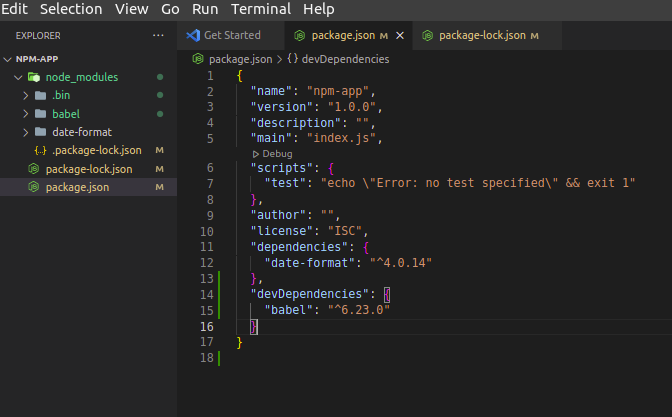 Edit Selection View Go Run Terminal Help
EXPLORER ···
Get Started package.json M × package-lock.json M
package.json > {} devDependencies
NPM-APP
node_modules
.bin
babel
date-format
{..} .package-lock.json M
package-lock.json M
package.json M
1 {
2 "name": "npm-app",
3 "version": "1.0.0",
4 "description": "",
5 "main": "index.js",
Debug
6 "scripts": {
7 "test": "echo \"Error: no test specified\" && exit 1"
8 },
9 "author": "",
10 "license": "ISC",
11 "dependencies": {
12 "date-format": "^4.0.14"
13 },
14 "devDependencies": {
15 "babel": "^6.23.0"
16 }
17 }
18